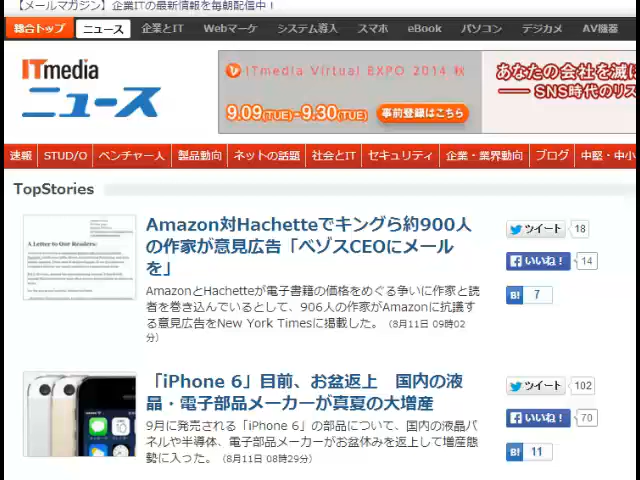 【メールマガジン】企業ITの最新情報を毎朝配信中！
総合トップ ニュース 企業とIT Webマーケ システム導入 スマホ eBook パソコン デジカメ AV機器
ITmedia
ニュース
ITmedia Virtual EXPO 2014 秋
9.09(TUE)-9.30(TUE) 事前登録はこちら
あなたの会社を滅
―― SNS時代のリス
速報 STUD/O ベンチャー人 製品動向 ネットの話題 社会とIT セキュリティ 企業・業界動向 ブログ 中堅・中小
TopStories
A Letter to Our Readers:
Amazon対Hachetteでキングら約900人
の作家が意見広告「ベゾスCEOにメール
を」
AmazonとHachetteが電子書籍の価格をめぐる争いに作家と読
者を巻き込んでいるとして、906人の作家がAmazonに抗議す
る意見広告をNew York Timesに掲載した。（8月11日 09時02
分）
ツイート 18
いいね！ 14
B! 7
「iPhone 6」目前、お盆返上 国内の液
晶・電子部品メーカーが真夏の大増産
9月に発売される「iPhone 6」の部品について、国内の液晶パ
ネルや半導体、電子部品メーカーがお盆休みを返上して増産態
勢に入った。（8月11日 08時29分）
ツイート 102
いいね！ 70
B! 11